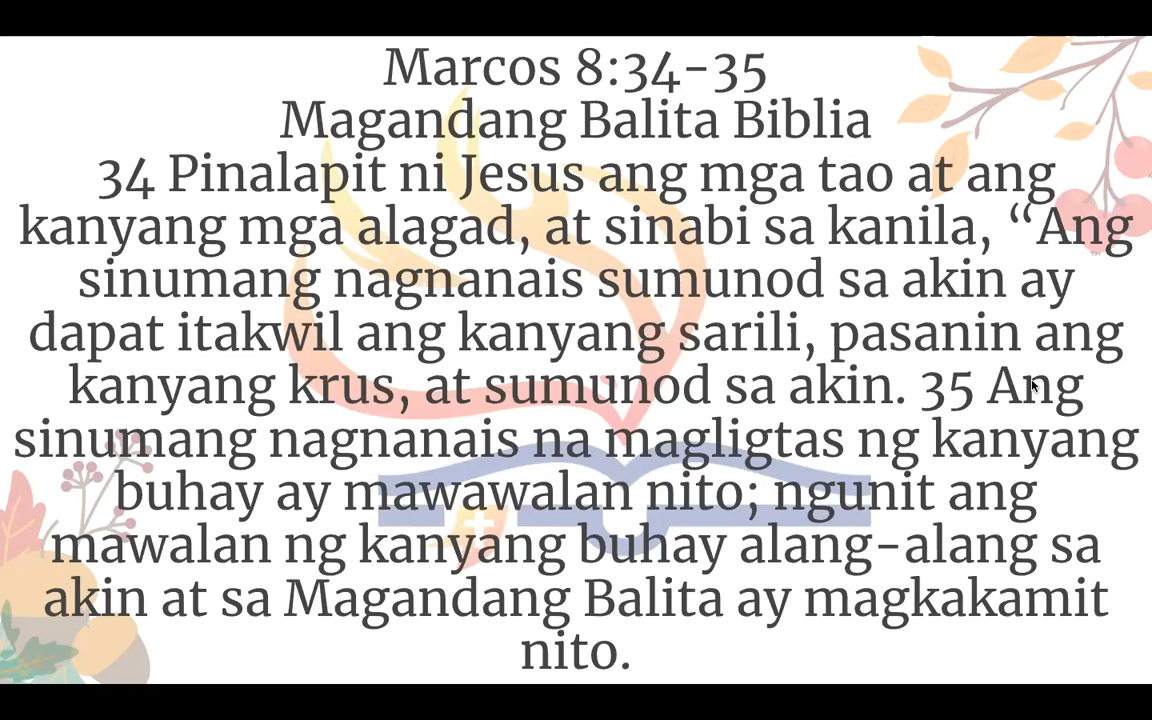 Marcos 8:34-35
Magandang Balita Biblia
34 Pinalapit ni Jesus ang mga tao at ang
kanyang mga alagad, at sinabi sa kanila, “Ang
sinumang nagnanais sumunod sa akin ay
dapat itakwil ang kanyang sarili, pasanin ang
kanyang krus, at sumunod sa akin. 35 Ang
sinumang nagnanais na magligtas ng kanyang
buhay ay mawawalan nito; ngunit ang
mawalan ng kanyang buhay alang-alang sa
akin at sa Magandang Balita ay magkakamit
nito.